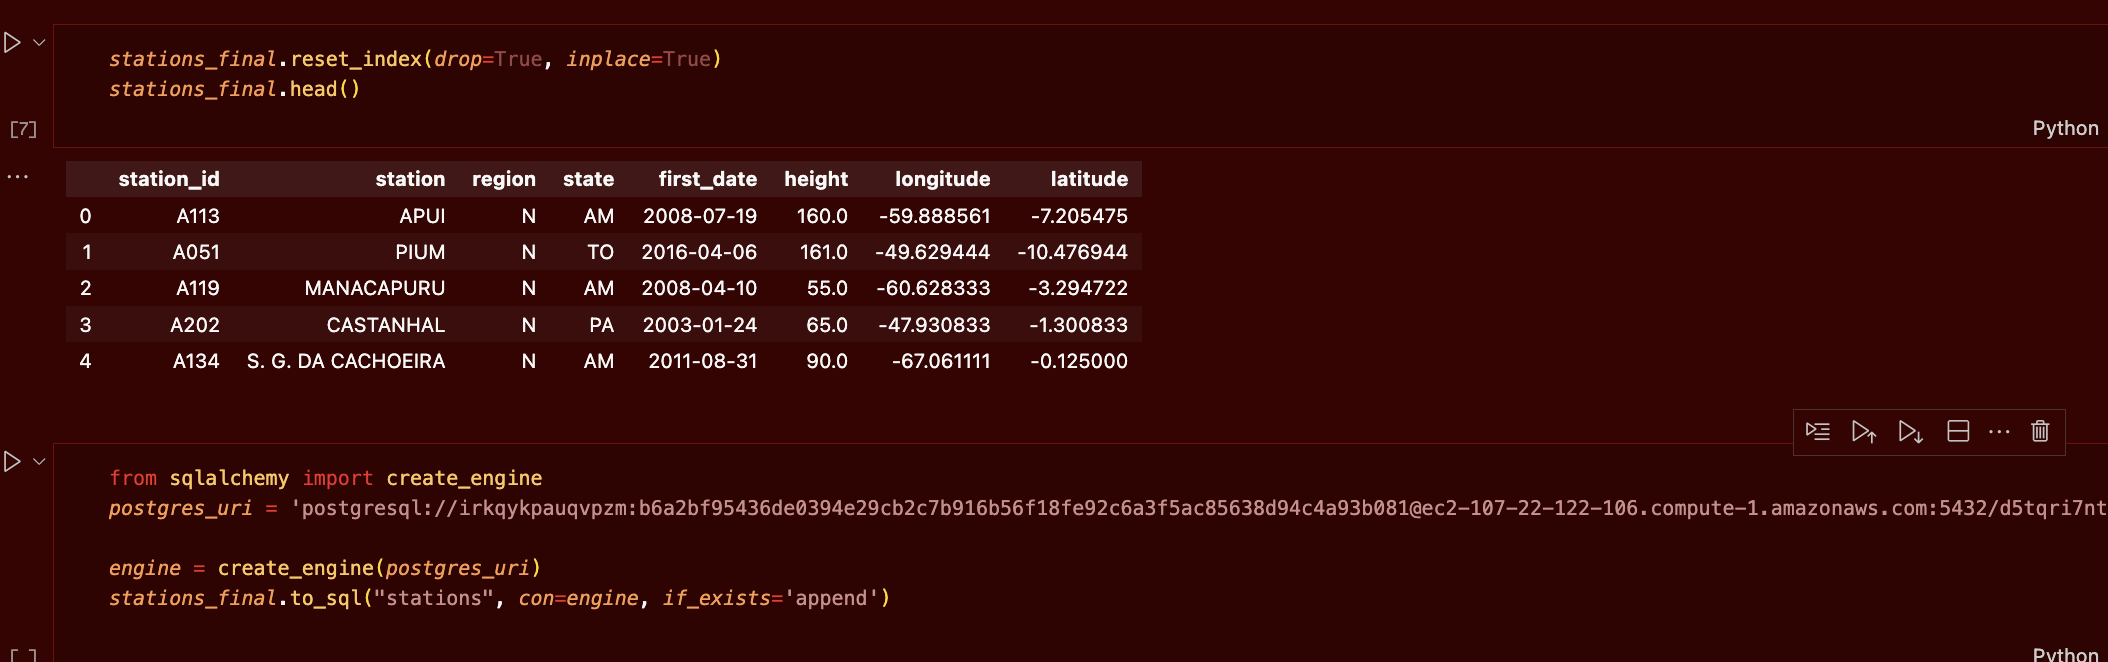 stations_final.reset_index(drop=True, inplace=True)
stations_final.head()
[7]
Python
station_id station region state first_date height longitude latitude
0 A113 APUI N AM 2008-07-19 160.0 -59.888561 -7.205475
1 A051 PIUM N TO 2016-04-06 161.0 -49.629444 -10.476944
2 A119 MANACAPURU N AM 2008-04-10 55.0 -60.628333 -3.294722
3 A202 CASTANHAL N PA 2003-01-24 65.0 -47.930833 -1.300833
4 A134 S. G. DA CACHOEIRA N AM 2011-08-31 90.0 -67.061111 -0.125000
from sqlalchemy import create_engine
postgres_uri = 'postgresql://irkqykpauqvpzm:b6a2bf95436de0394e29cb2c7b916b56f18fe92c6a3f5ac85638d94c4a93b081@ec2-107-22-122-106.compute-1.amazonaws.com:5432/d5tqri7nt
engine = create_engine(postgres_uri)
stations_final.to_sql("stations", con=engine, if_exists='append')
[ ]
Python